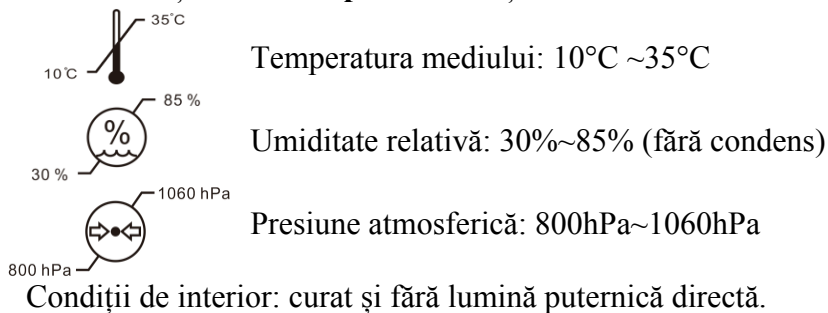 35°C
10°C
Temperatura mediului: 10°C ~35°C
85 %
%
30 %
Umiditate relativă: 30%~85% (fără condens)
1060 hPa
800 hPa
Presiune atmosferică: 800hPa~1060hPa
Condiții de interior: curat și fără lumină puternică directă.